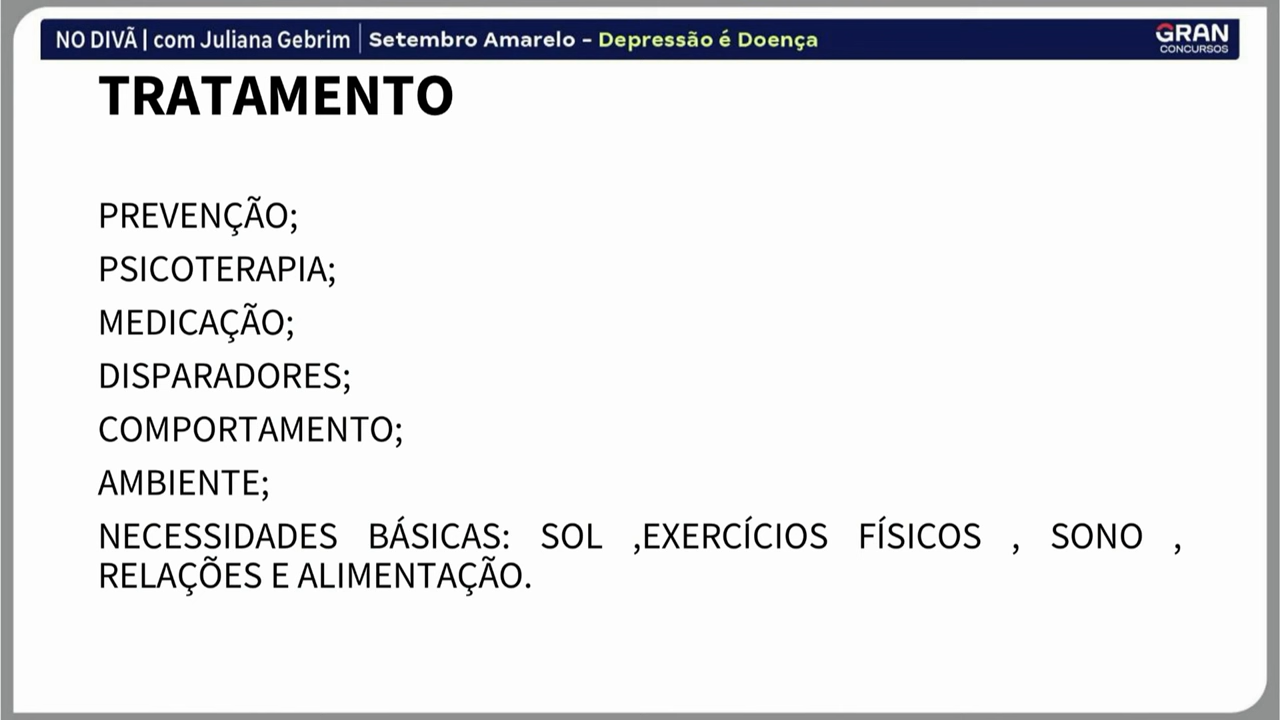 NO DIVÃ | com Juliana Gebrim | Setembro Amarelo – Depressão é Doença
GRAN
CONCURSOS
TRATAMENTO
PREVENÇÃO;
PSICOTERAPIA;
MEDICAÇÃO;
DISPARADORES;
COMPORTAMENTO;
AMBIENTE;
NECESSIDADES BÁSICAS: SOL ,EXERCÍCIOS FÍSICOS , SONO ,
RELAÇÕES E ALIMENTAÇÃO.